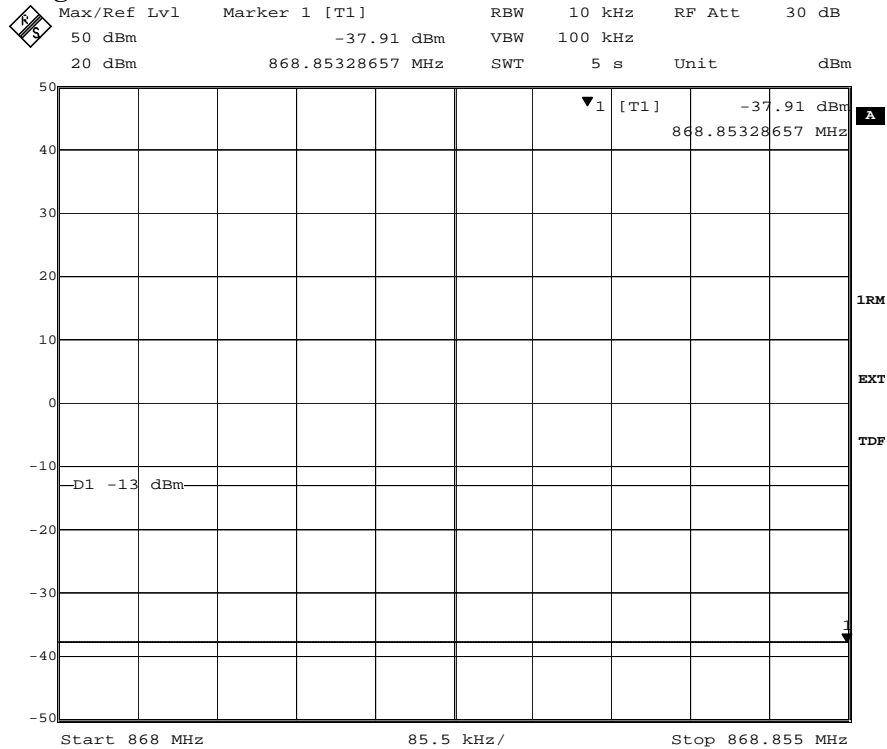 R S
Max/Ref Lvl Marker 1 [T1] RBW 10 kHz RF Att 30 dB
50 dBm -37.91 dBm VBW 100 kHz
20 dBm 868.85328657 MHz SWT 5 s Unit dBm
50
1 [T1] -37.91 dBm
A
868.85328657 MHz
40
30
20
1RM
10
EXT
0
TDF
-10
D1 -13 dBm
-20
-30
1
-40
-50
Start 868 MHz 85.5 kHz/ Stop 868.855 MHz